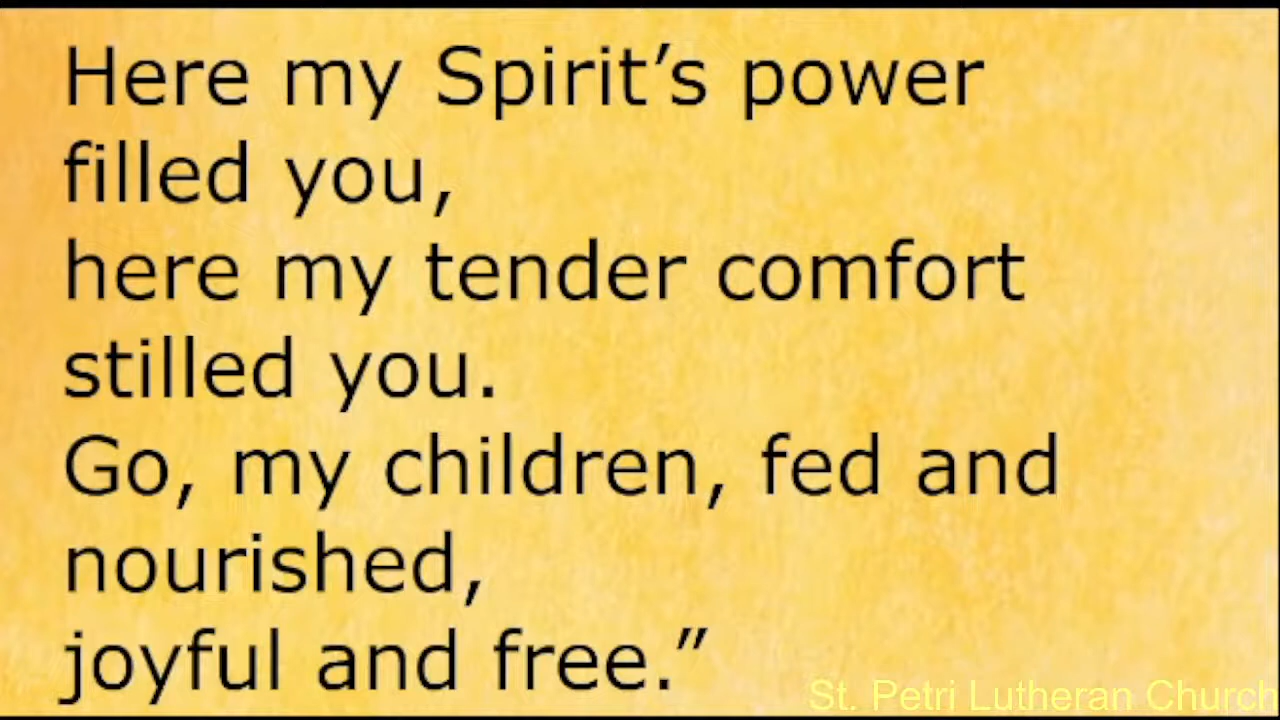 Here my Spirit’s power
filled you,
here my tender comfort
stilled you.
Go, my children, fed and
nourished,
joyful and free.”
St. Petri Lutheran Church